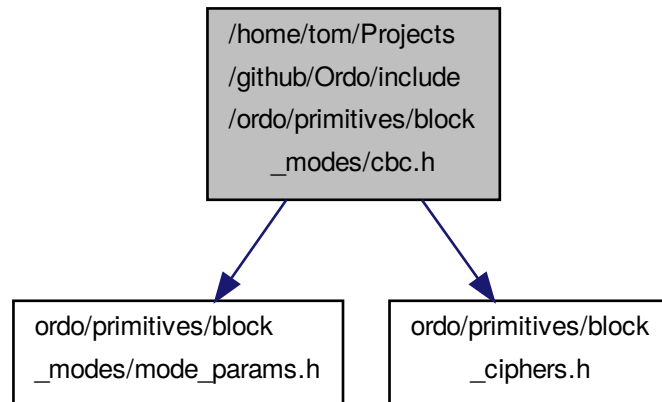 /home/tom/Projects
/github/Ordo/include
/ordo/primitives/block
_modes/cbc.h
ordo/primitives/block
_modes/mode_params.h
ordo/primitives/block
_ciphers.h